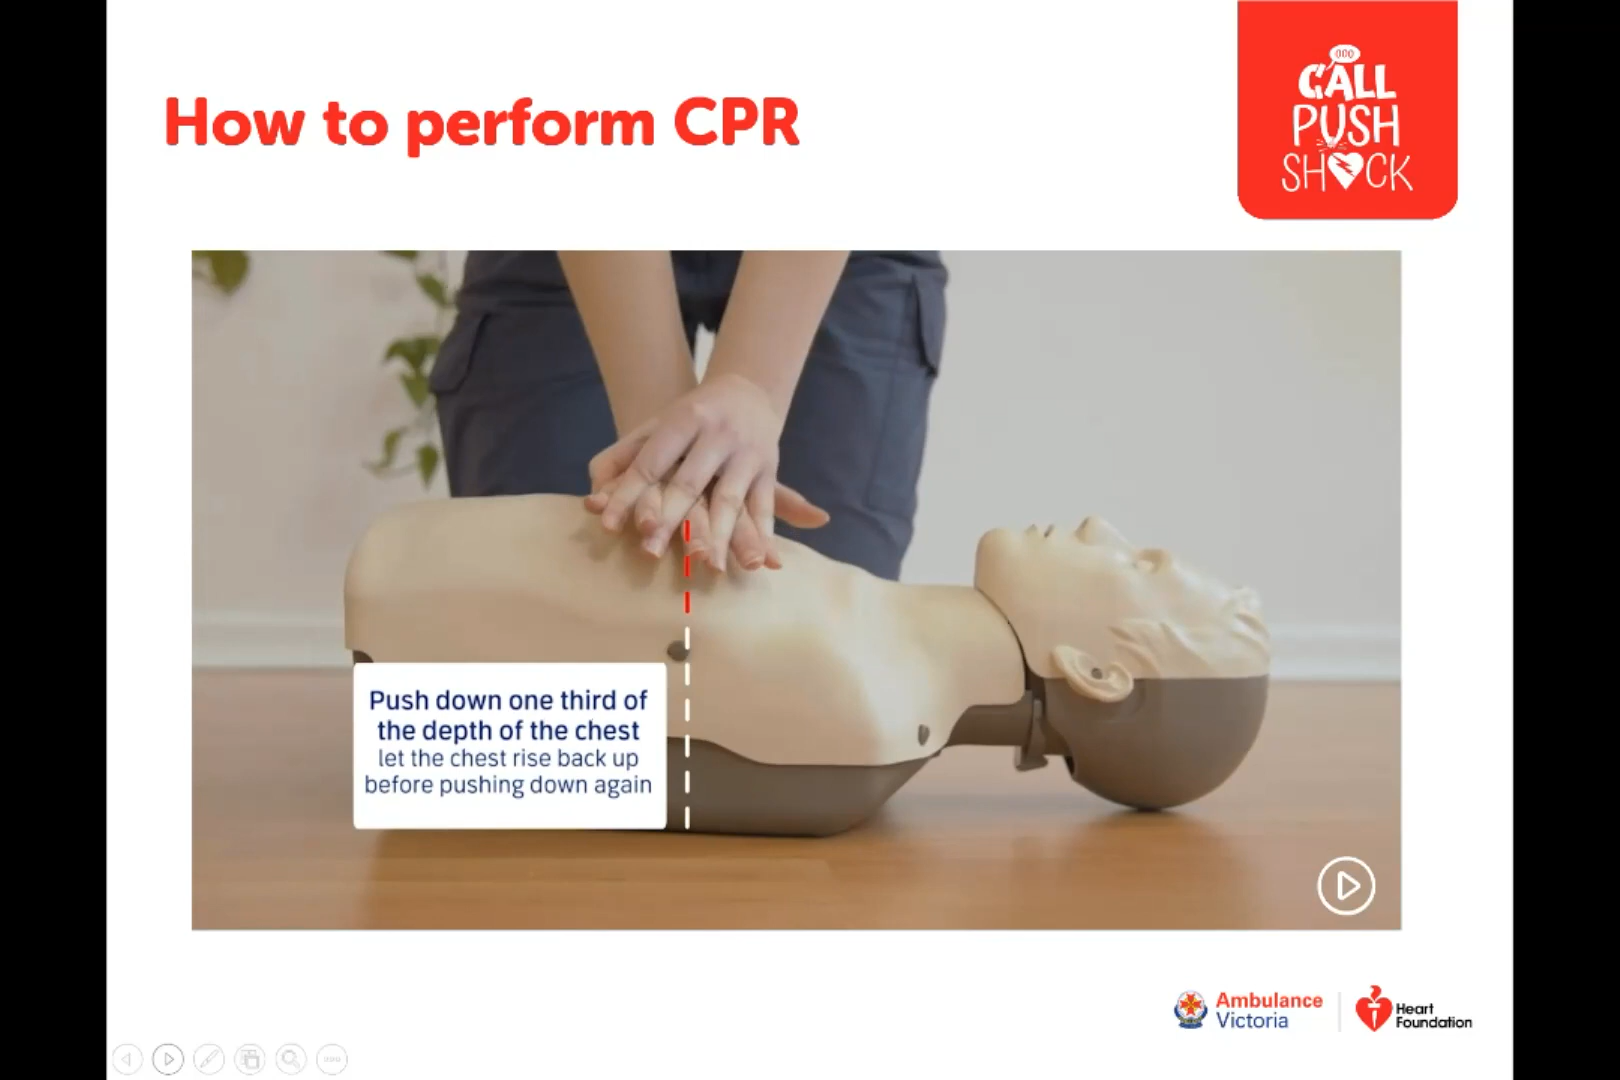 How to perform CPR
000
CALL
PUSH
SHOCK
Push down one third of
the depth of the chest
let the chest rise back up
before pushing down again
Ambulance
Victoria
Heart
Foundation